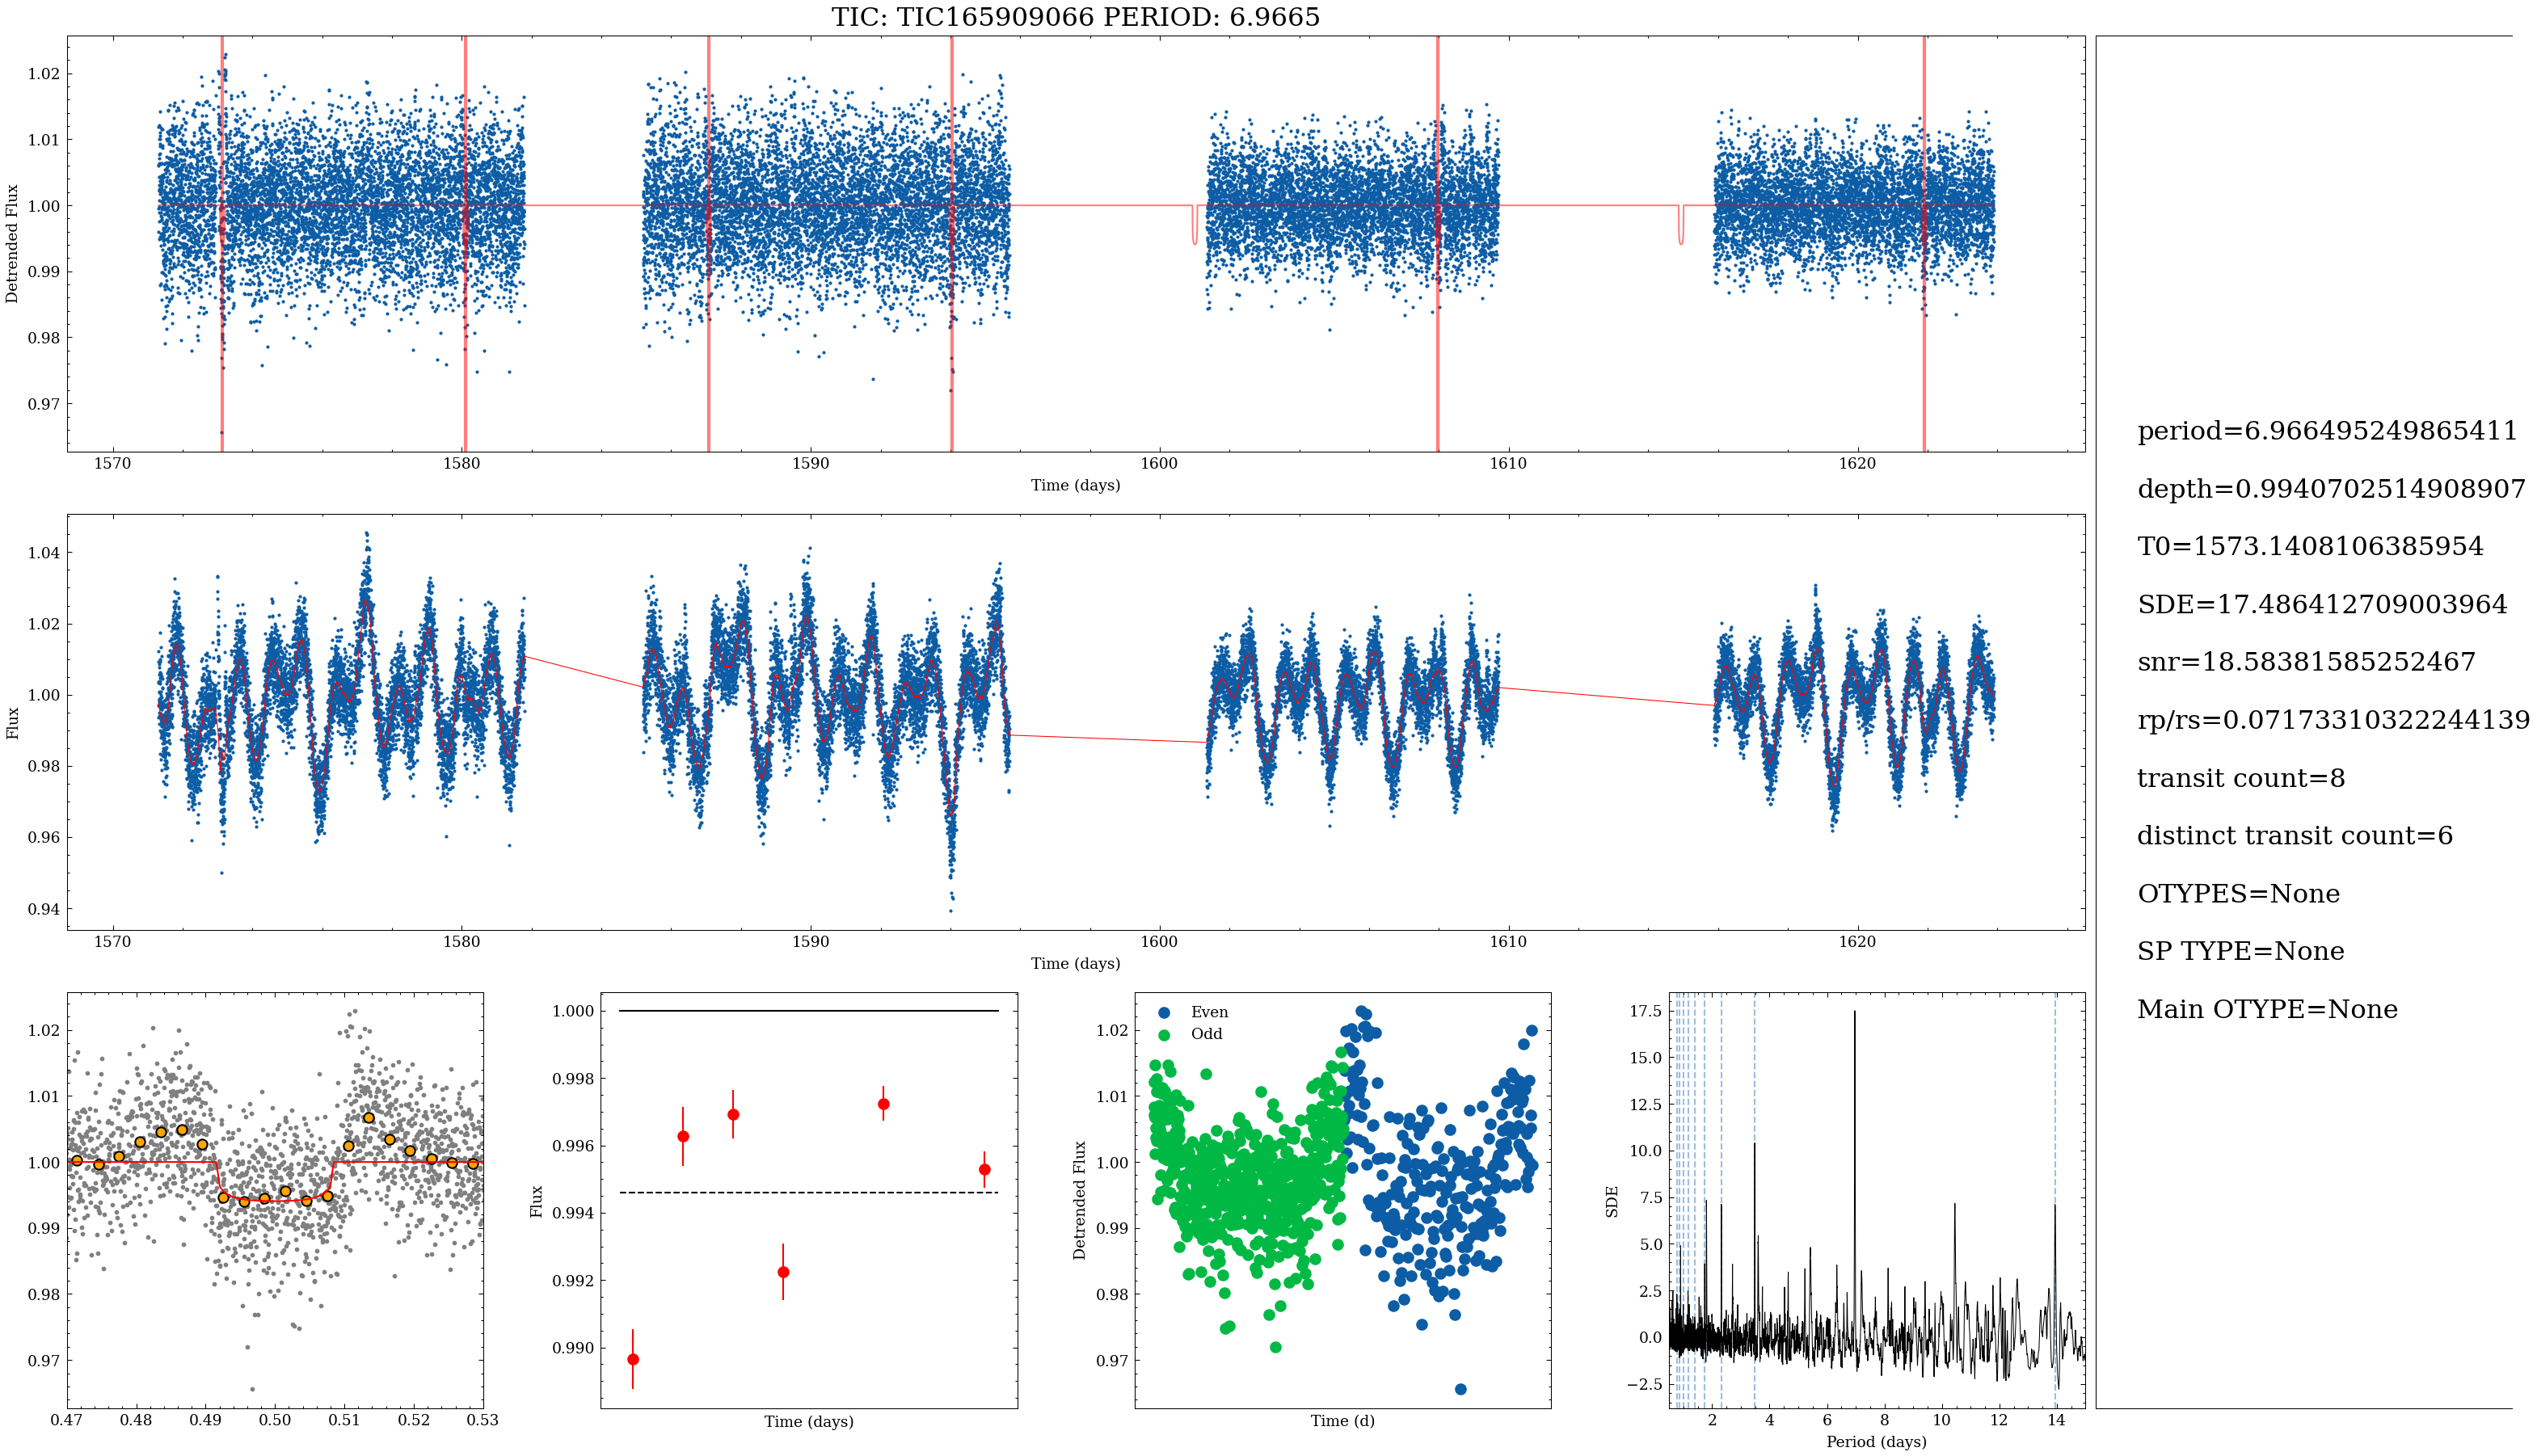 TIC: TIC165909066 PERIOD: 6.9665
1.02
1.01
1.00
0.99
0.98
0.97
Detrended Flux
1570 1580 1590 1600 1610 1620
Time (days)
1.04
1.02
1.00
0.98
0.96
0.94
Flux
1570 1580 1590 1600 1610 1620
Time (days)
1.02
1.01
1.00
0.99
0.98
0.97
0.47 0.48 0.49 0.50 0.51 0.52 0.53
1.000
0.998
0.996
0.994
0.992
0.990
Flux
Time (days)
Even
Odd
1.02
1.01
1.00
0.99
0.98
0.97
Detrended Flux
Time (d)
17.5
15.0
12.5
10.0
7.5
5.0
2.5
0.0
−2.5
SDE
2 4 6 8 10 12 14
Period (days)
period=6.966495249865411
depth=0.9940702514908907
T0=1573.1408106385954
SDE=17.486412709003964
snr=18.58381585252467
rp/rs=0.07173310322244139
transit count=8
distinct transit count=6
OTYPES=None
SP TYPE=None
Main OTYPE=None